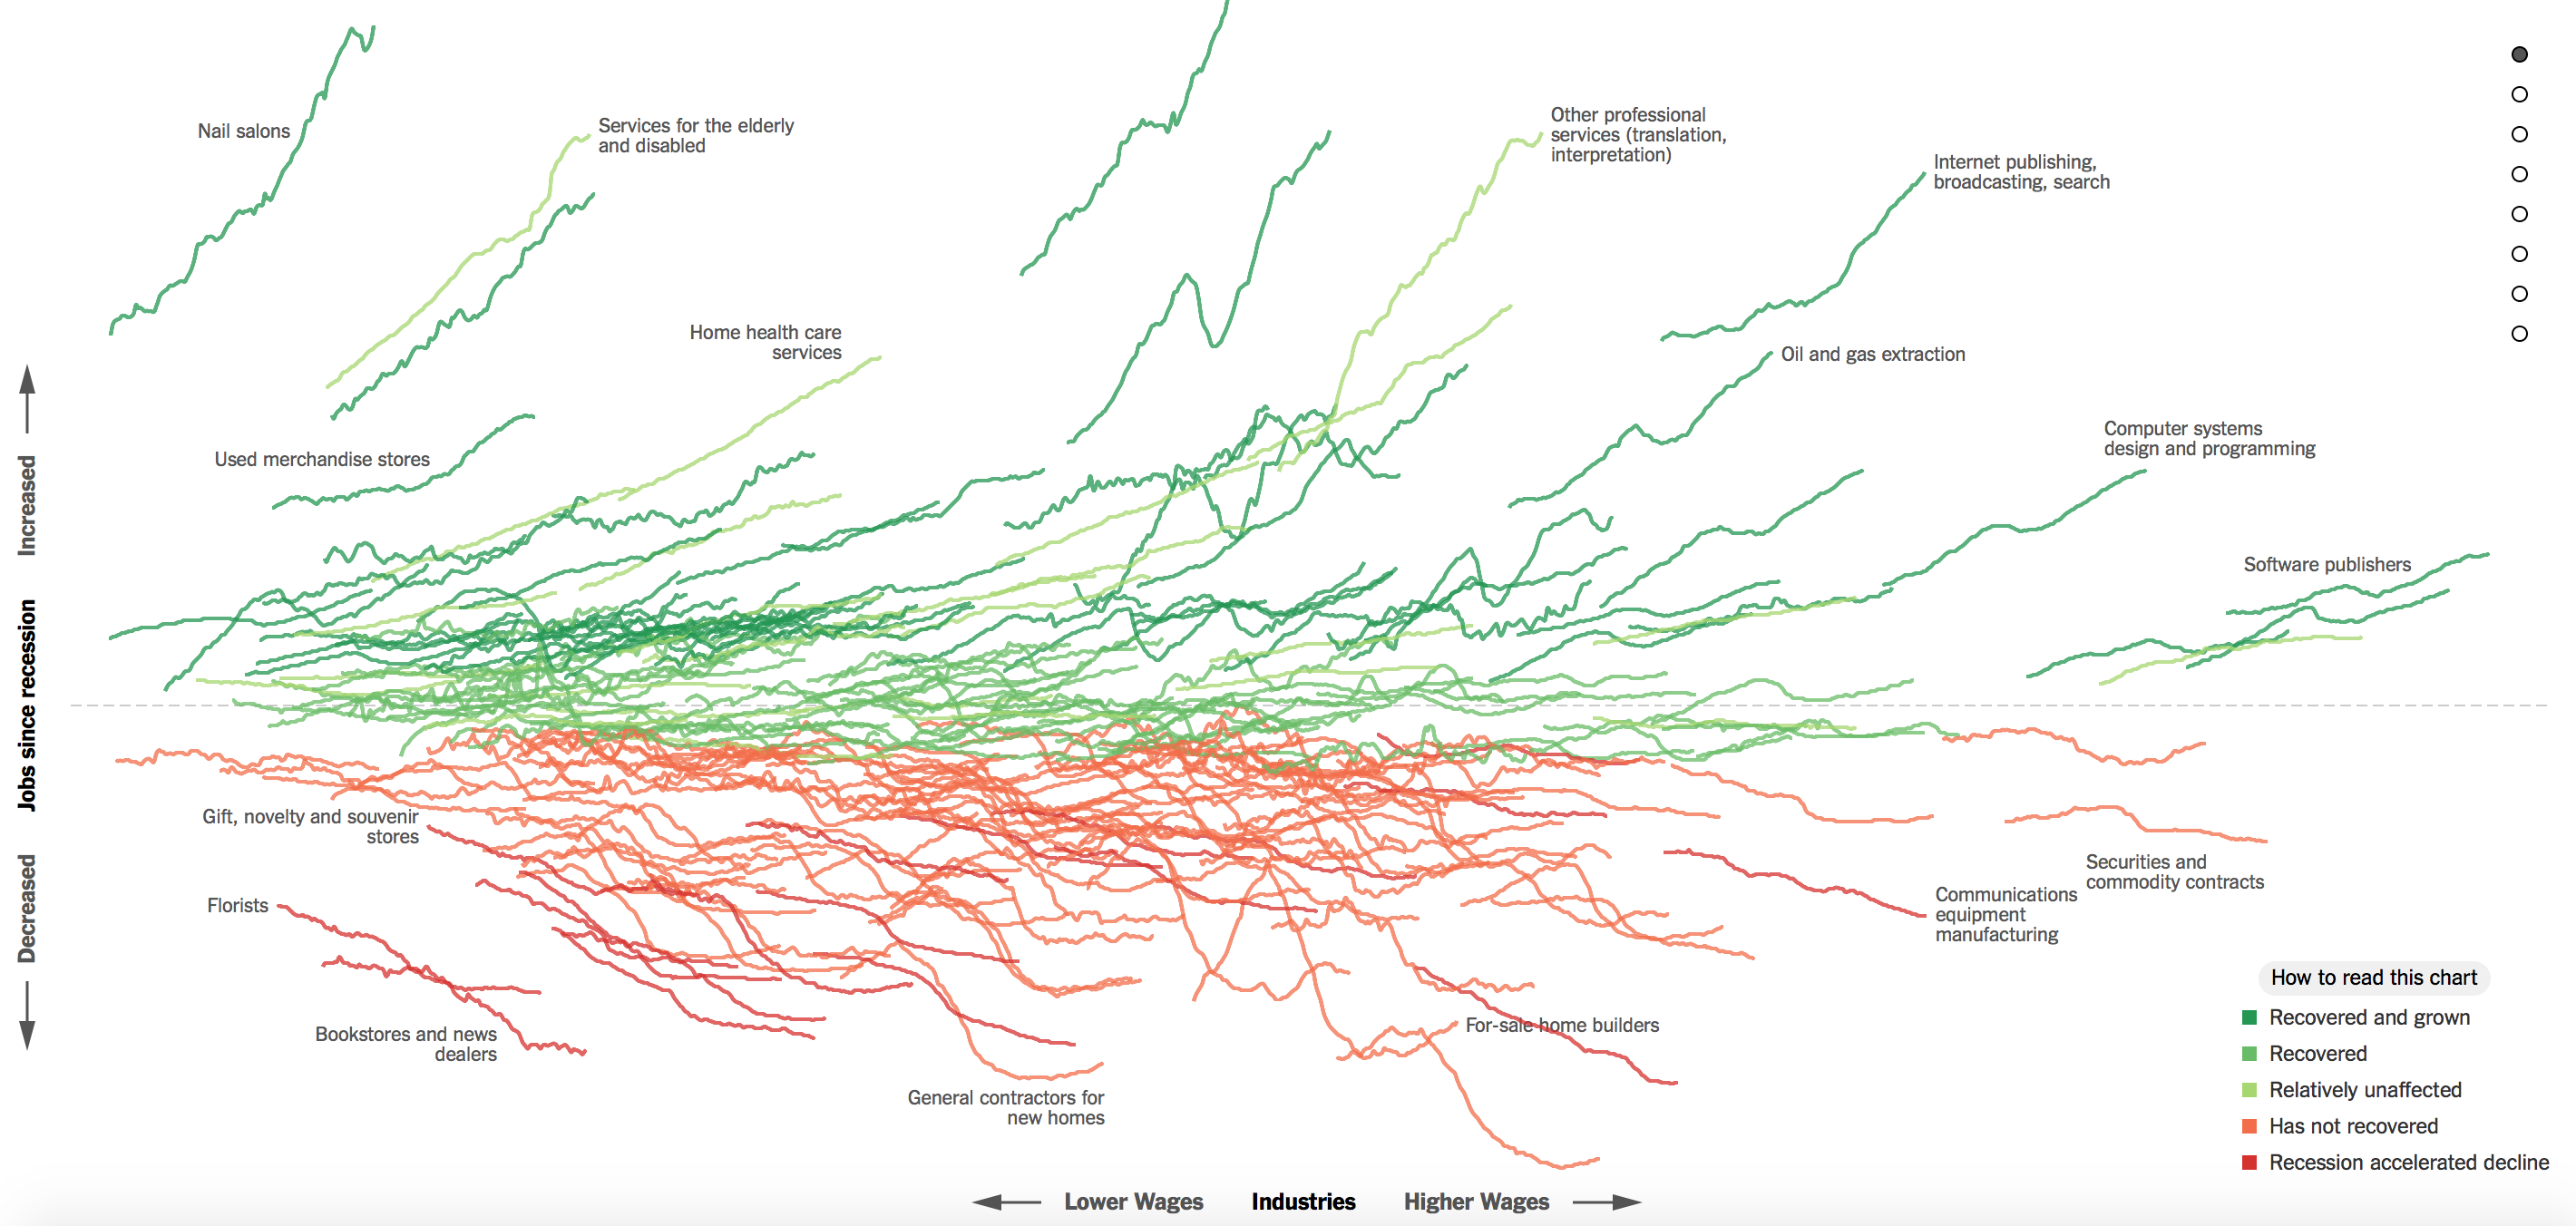 Nail salons
Services for the elderly
and disabled
Other professional
services (translation,
interpretation)
Internet publishing,
broadcasting, search
Home health care
services
Oil and gas extraction
Used merchandise stores
Computer systems
design and programming
Software publishers
Increased
Jobs since recession
Decreased
Gift, novelty and souvenir
stores
Florists
Bookstores and news
dealers
General contractors for
new homes
For-sale home builders
Securities and
commodity contracts
Communications
equipment
manufacturing
How to read this chart
Recovered and grown
Recovered
Relatively unaffected
Has not recovered
Recession accelerated decline
Lower Wages
Industries
Higher Wages